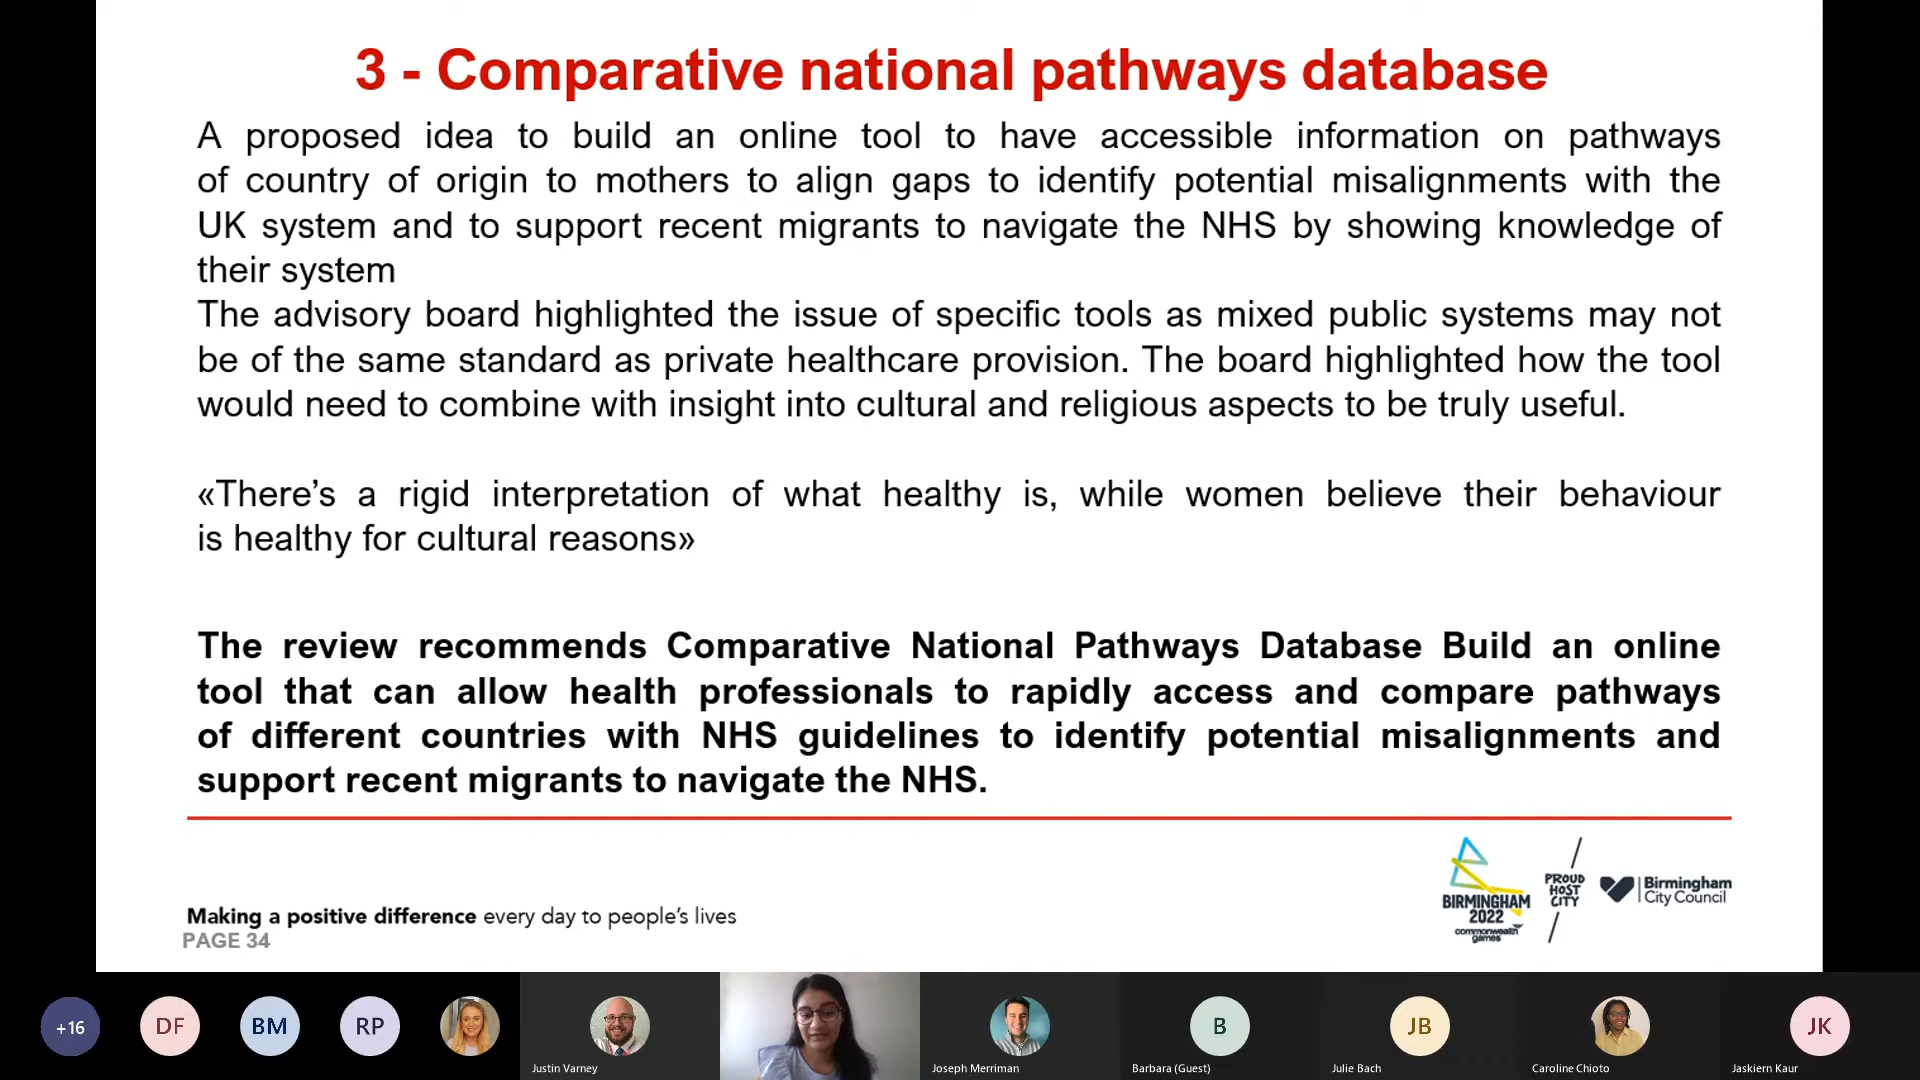 3 - Comparative national pathways database
A proposed idea to build an online tool to have accessible information on pathways
of country of origin to mothers to align gaps to identify potential misalignments with the
UK system and to support recent migrants to navigate the NHS by showing knowledge of
their system
The advisory board highlighted the issue of specific tools as mixed public systems may not
be of the same standard as private healthcare provision. The board highlighted how the tool
would need to combine with insight into cultural and religious aspects to be truly useful.
«There’s a rigid interpretation of what healthy is, while women believe their behaviour
is healthy for cultural reasons»
The review recommends Comparative National Pathways Database Build an online
tool that can allow health professionals to rapidly access and compare pathways
of different countries with NHS guidelines to identify potential misalignments and
support recent migrants to navigate the NHS.
Making a positive difference every day to people’s lives
PAGE 34
BIRMINGHAM
2022
commonwealth
games
PROUD
HOST
CITY
Birmingham
City Council
+16
DF
BM
RP
B
JB
JK
Justin Varney
Joseph Merriman
Barbara (Guest)
Julie Bach
Caroline Chioto
Jaskiern Kaur